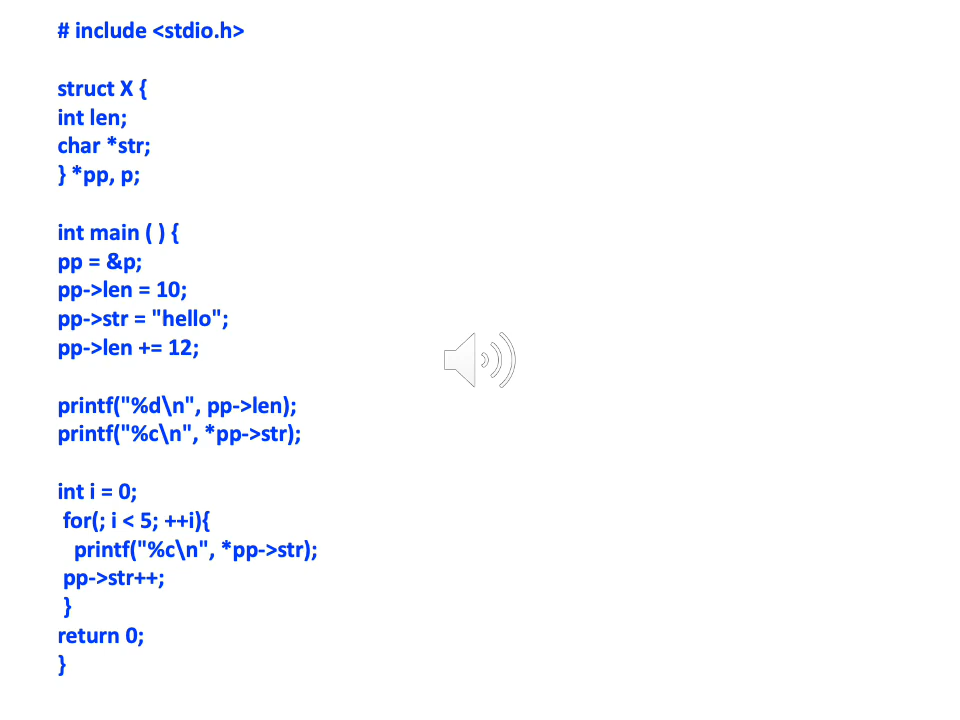 # include <stdio.h>
struct X {
int len;
char *str;
} *pp, p;
int main ( ) {
pp = &p;
pp->len = 10;
pp->str = "hello";
pp->len += 12;
printf("%d\n", pp->len);
printf("%c\n", *pp->str);
int i = 0;
for(; i < 5; ++i){
printf("%c\n", *pp->str);
pp->str++;
}
return 0;
}